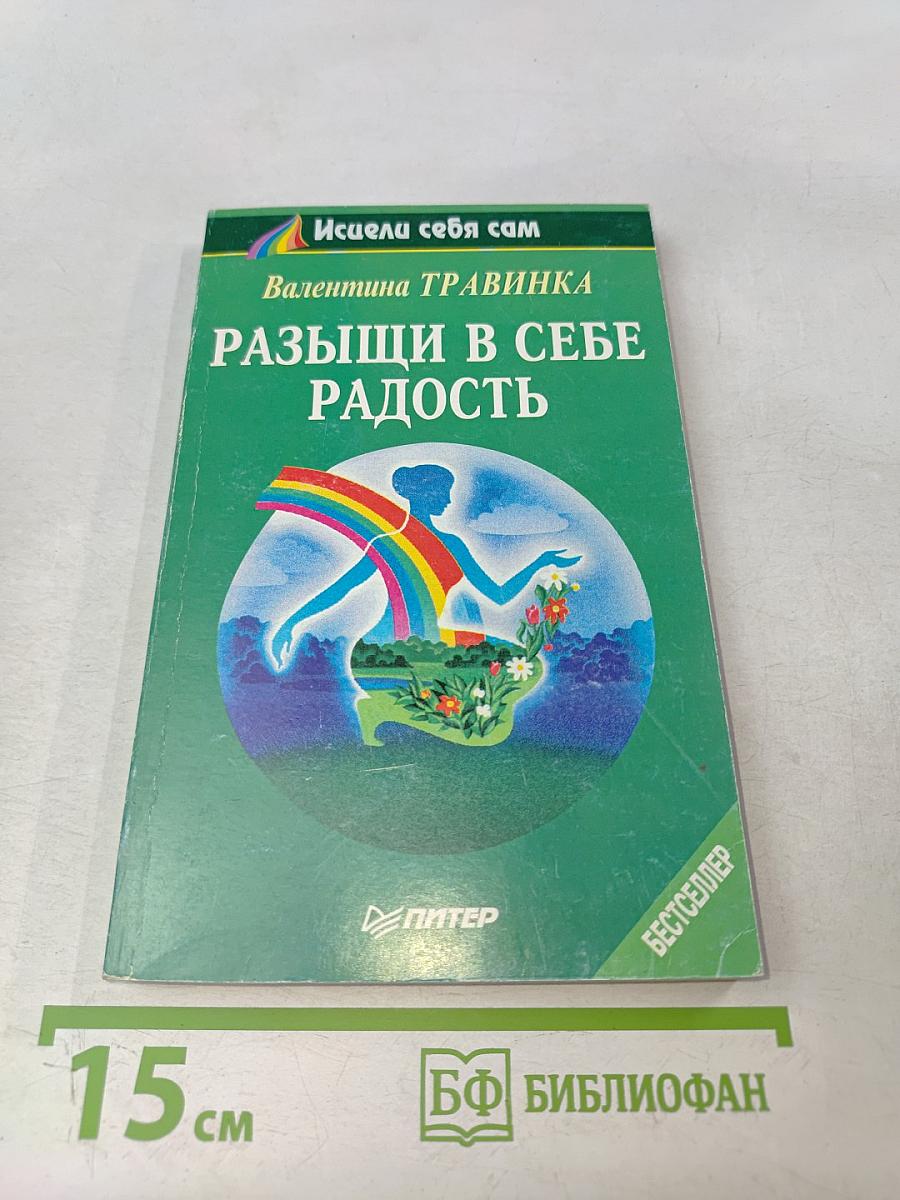 Исцели себя сам
Валентина ТРАВИНКА
РАЗЫЩИ В СЕБЕ
РАДОСТЬ
ПИТЕР
БЕСТСЕЛЛЕР
15 см
БФ БИБЛИОФАН